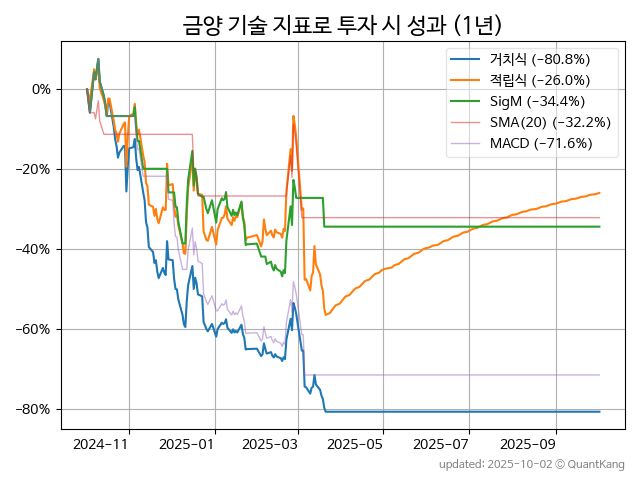 금양 기술 지표로 투자 시 성과 (1년)
거치식 (−80.8%)
적립식 (−26.0%)
SigM (−34.4%)
SMA(20) (−32.2%)
MACD (−71.6%)
0%
−20%
−40%
−60%
−80%
2024−11 2025−01 2025−03 2025−05 2025−07 2025−09
updated: 2025-10-02 © QuantKang